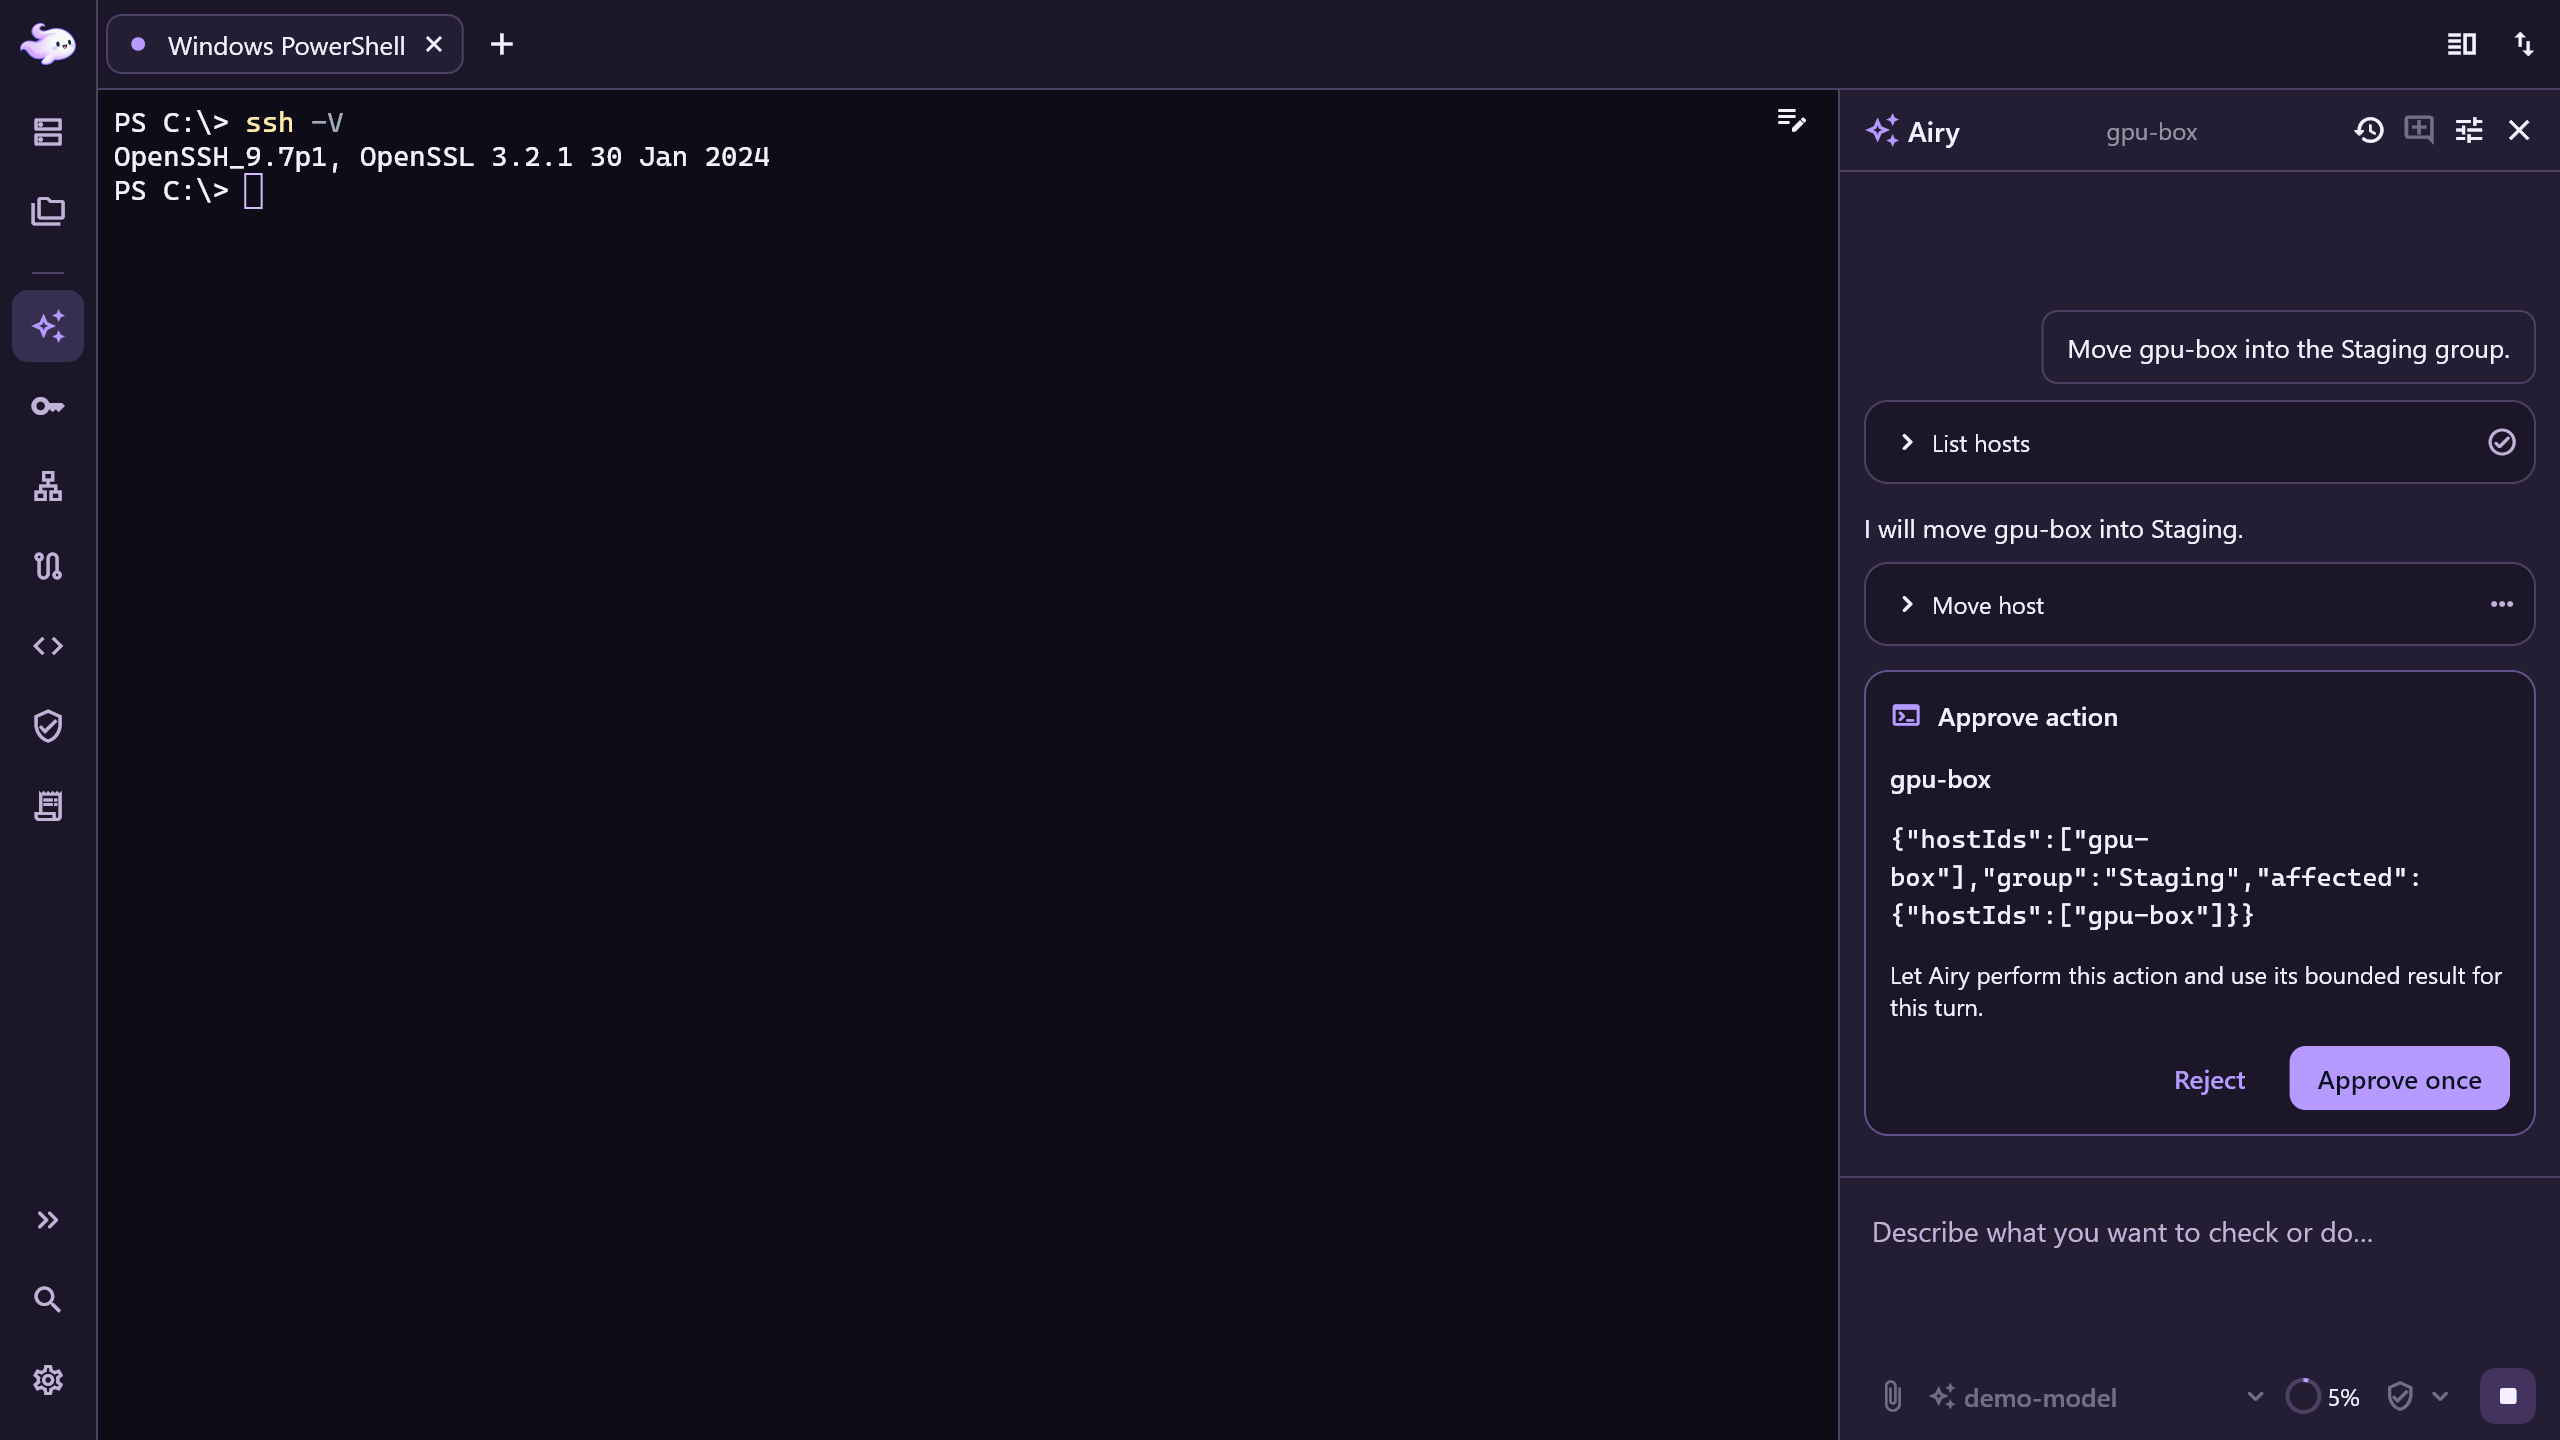 Windows PowerShell
PS C:\> ssh -V
OpenSSH_9.7p1, OpenSSL 3.2.1 30 Jan 2024
PS C:\>
Airy
gpu-box
Move gpu-box into the Staging group.
List hosts
I will move gpu-box into Staging.
Move host
Approve action
gpu-box
{"hostIds":["gpu-
box"],"group":"Staging","affected":
{"hostIds":["gpu-box"]}}
Let Airy perform this action and use its bounded result for
this turn.
Reject
Approve once
Describe what you want to check or do...
demo-model
5%